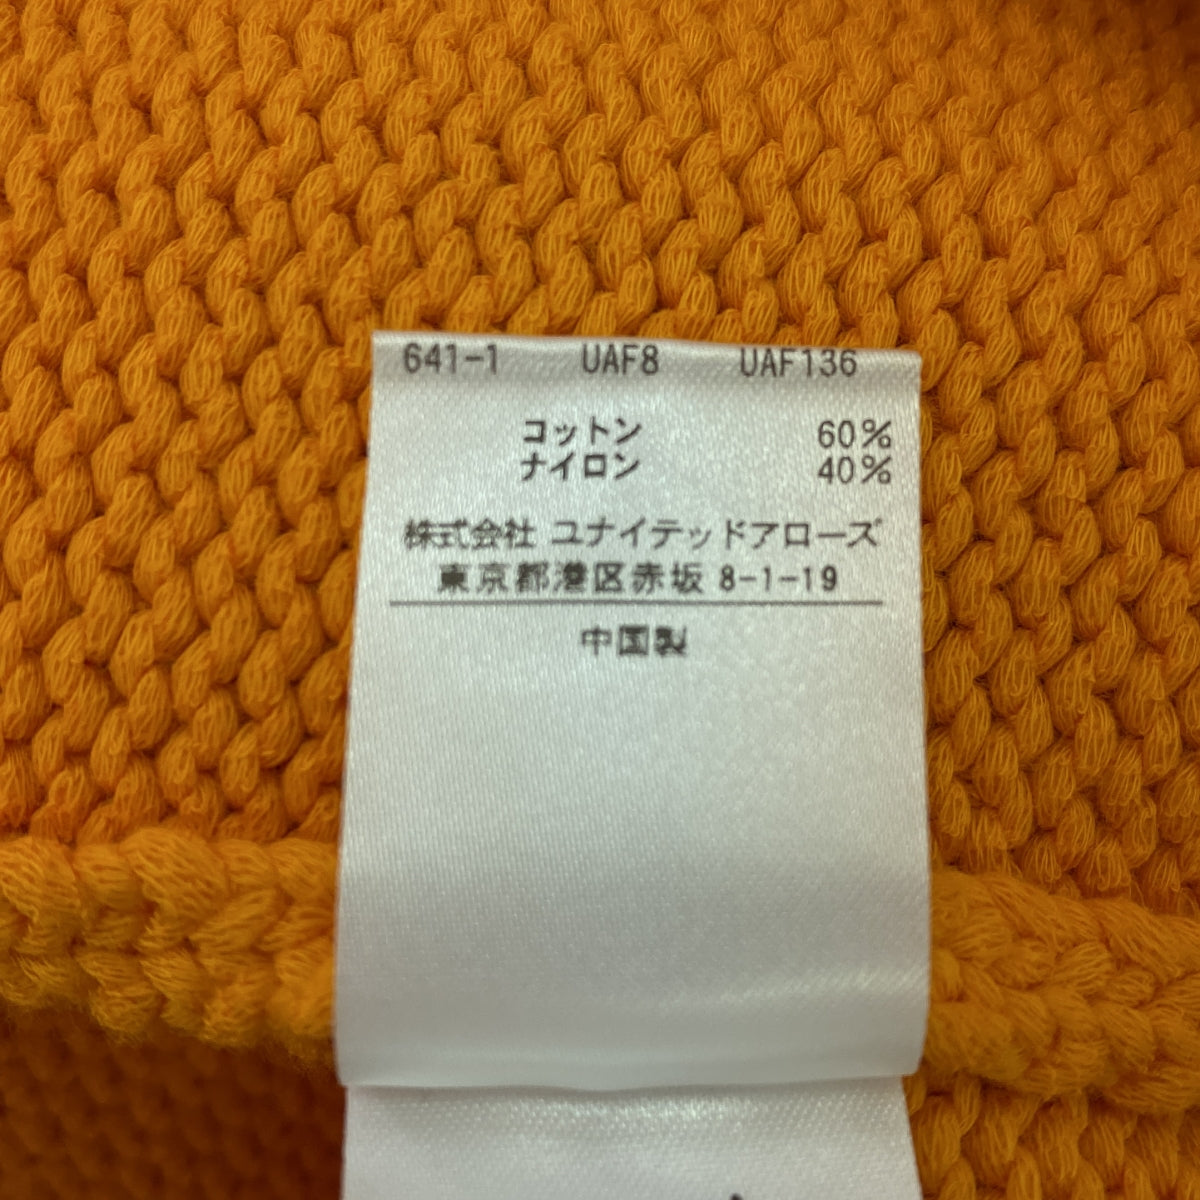 641-1 UAF8 UAF136
コットン 60%
ナイロン 40%
株式会社 ユナイテッドアローズ
東京都港区赤坂 8-1-19
中国製